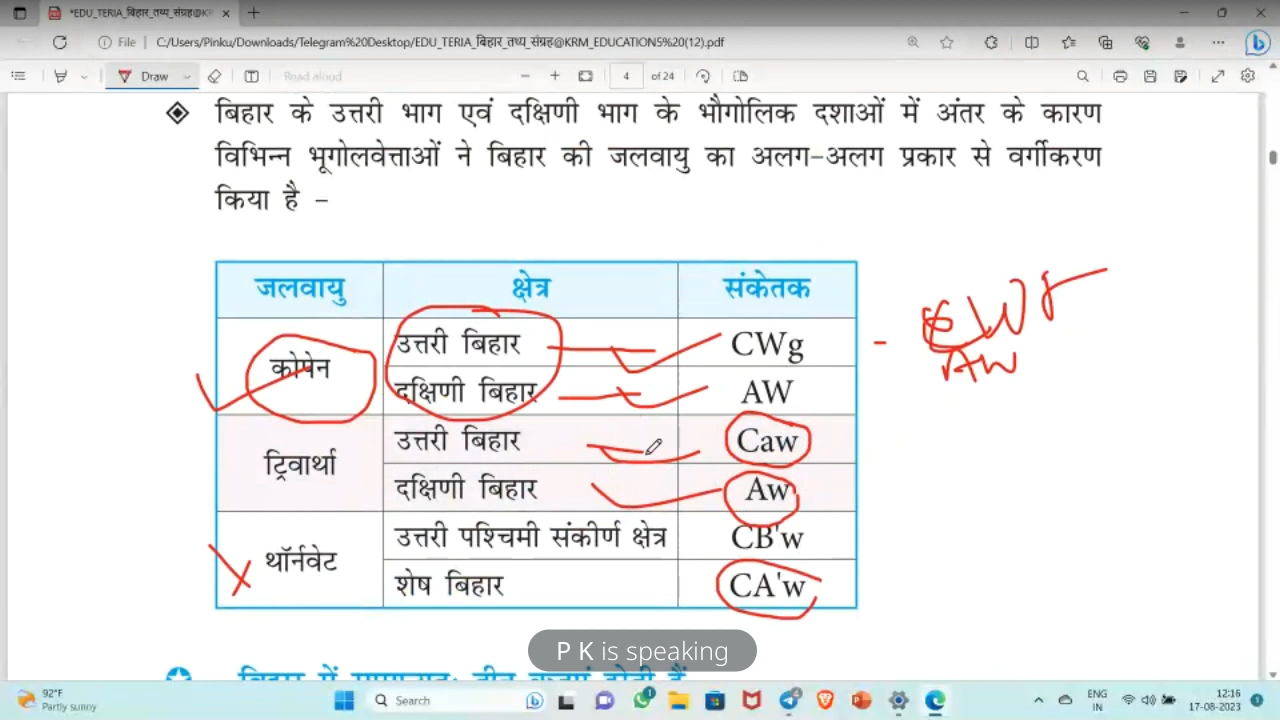 *EDU_TERIA_बिहार_तथ्य_संग्रह@KR
File C:/Users/Pinku/Downloads/Telegram%20Desktop/EDU_TERIA_बिहार_तथ्य_संग्रह@KRM_EDUCATION5%20(12).pdf
Draw Read aloud 4 of 24
बिहार के उत्तरी भाग एवं दक्षिणी भाग के भौगोलिक दशाओं में अंतर के कारण
विभिन्न भूगोलवेत्ताओं ने बिहार की जलवायु का अलग-अलग प्रकार से वर्गीकरण
किया है -
जलवायु क्षेत्र संकेतक
कोपेन उत्तरी बिहार CWg
दक्षिणी बिहार AW
ट्रिवार्था उत्तरी बिहार Caw
दक्षिणी बिहार Aw
थॉर्नवेट उत्तरी पश्चिमी संकीर्ण क्षेत्र CB'w
शेष बिहार CA'w
Aw
P K is speaking
92°F
Partly sunny
Search
ENG
IN
12:16
17-08-2023